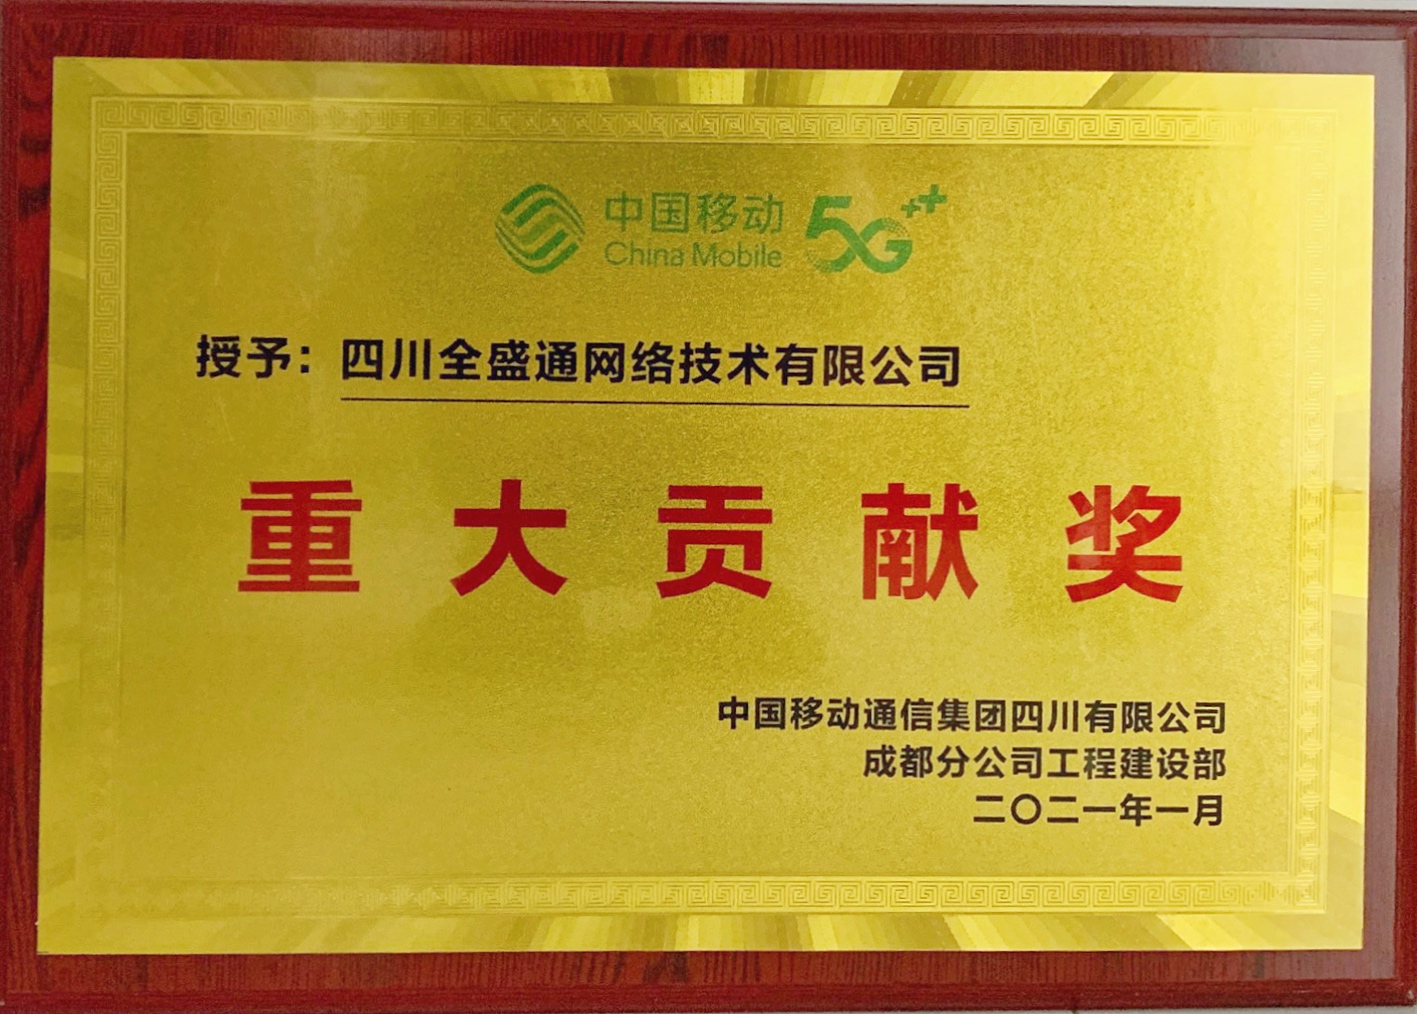 中国移动 5G++
China Mobile
授予：四川全盛通网络技术有限公司
重大贡献奖
中国移动通信集团四川有限公司
成都分公司工程建设部
二〇二一年一月